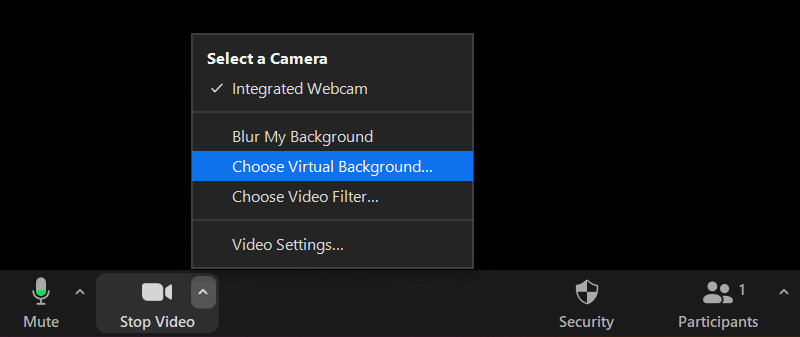 Select a Camera
Integrated Webcam
Blur My Background
Choose Virtual Background...
Choose Video Filter...
Video Settings...
1
Mute
Stop Video
Security
Participants